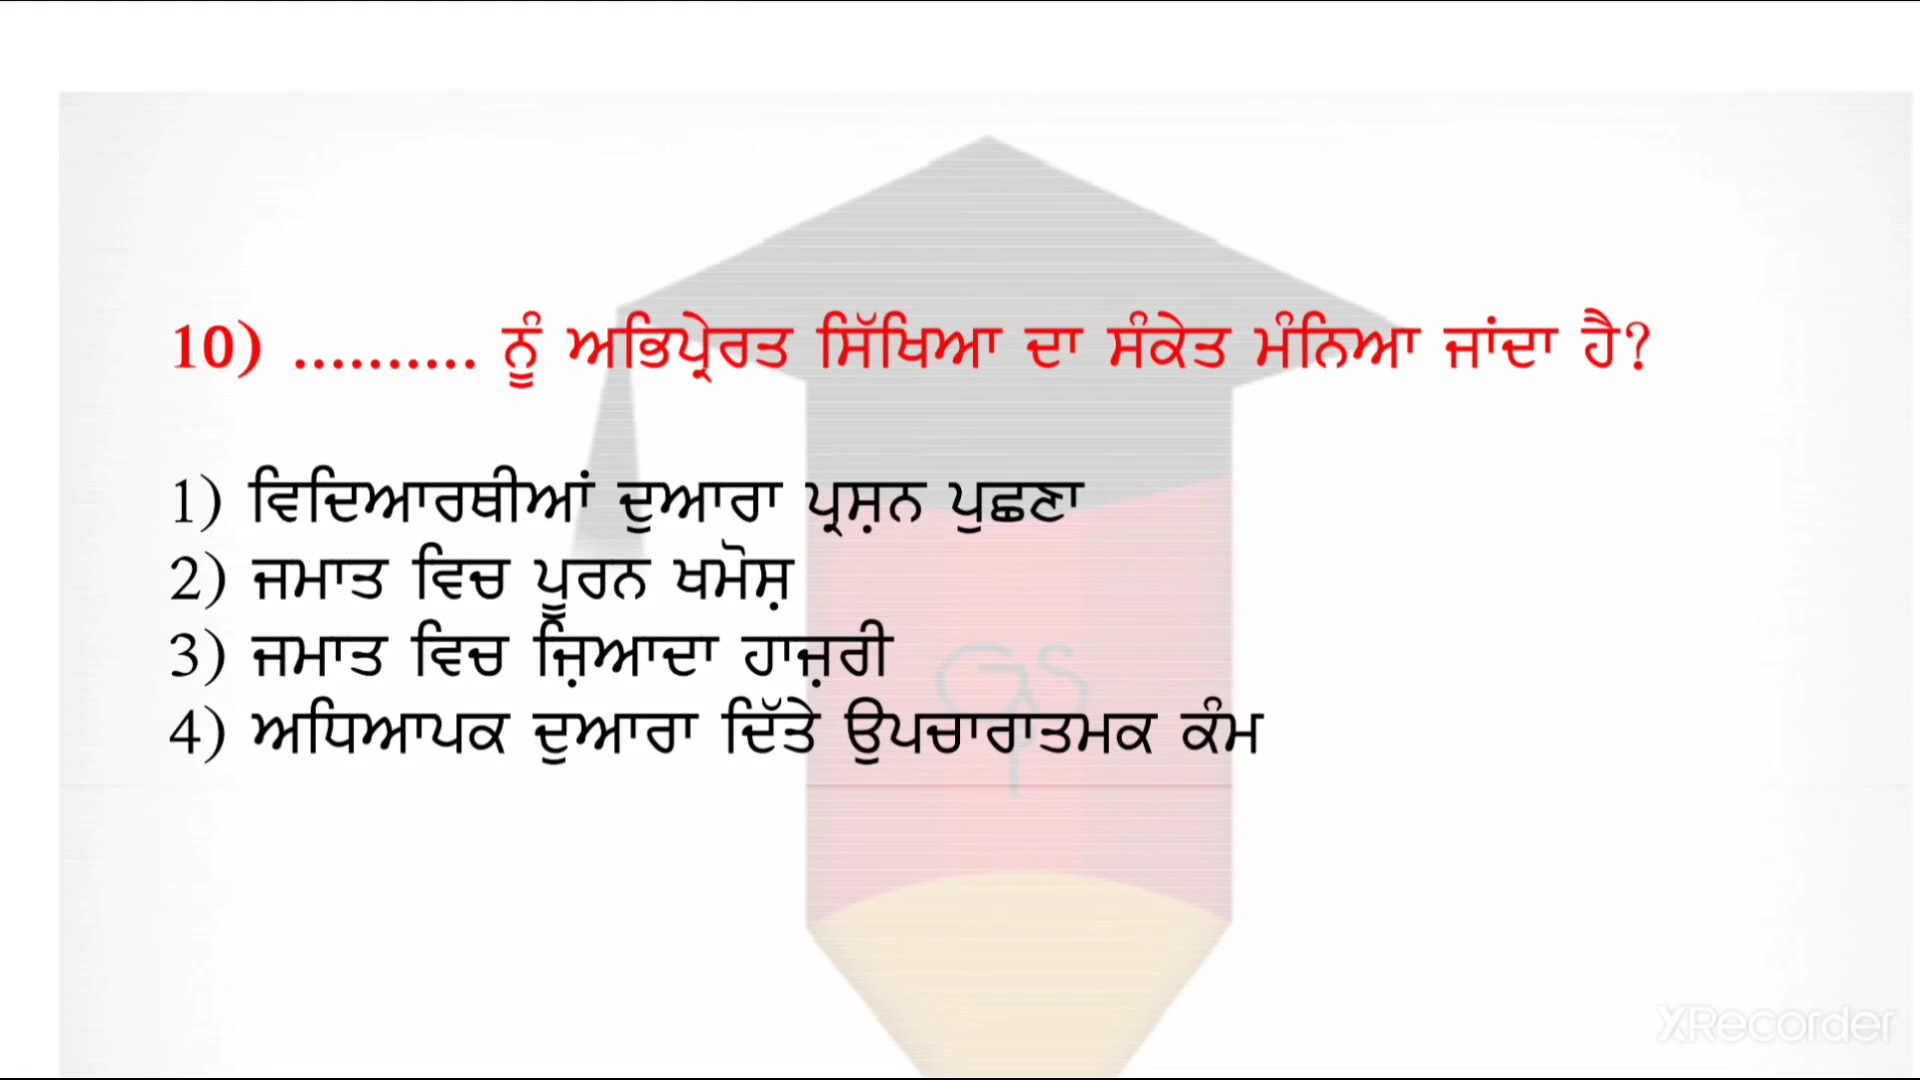 10) .......... ਨੂੰ ਅਭਿਪ੍ਰੇਰਤ ਸਿੱਖਿਆ ਦਾ ਸੰਕੇਤ ਮੰਨਿਆ ਜਾਂਦਾ ਹੈ?
1) ਵਿਦਿਆਰਥੀਆਂ ਦੁਆਰਾ ਪ੍ਰਸ਼ਨ ਪੁਛਣਾ
2) ਜਮਾਤ ਵਿਚ ਪੂਰਨ ਖਮੋਸ਼
3) ਜਮਾਤ ਵਿਚ ਜ਼ਿਆਦਾ ਹਾਜ਼ਰੀ
4) ਅਧਿਆਪਕ ਦੁਆਰਾ ਦਿੱਤੇ ਉਪਚਾਰਾਤਮਕ ਕੰਮ
XRecorder